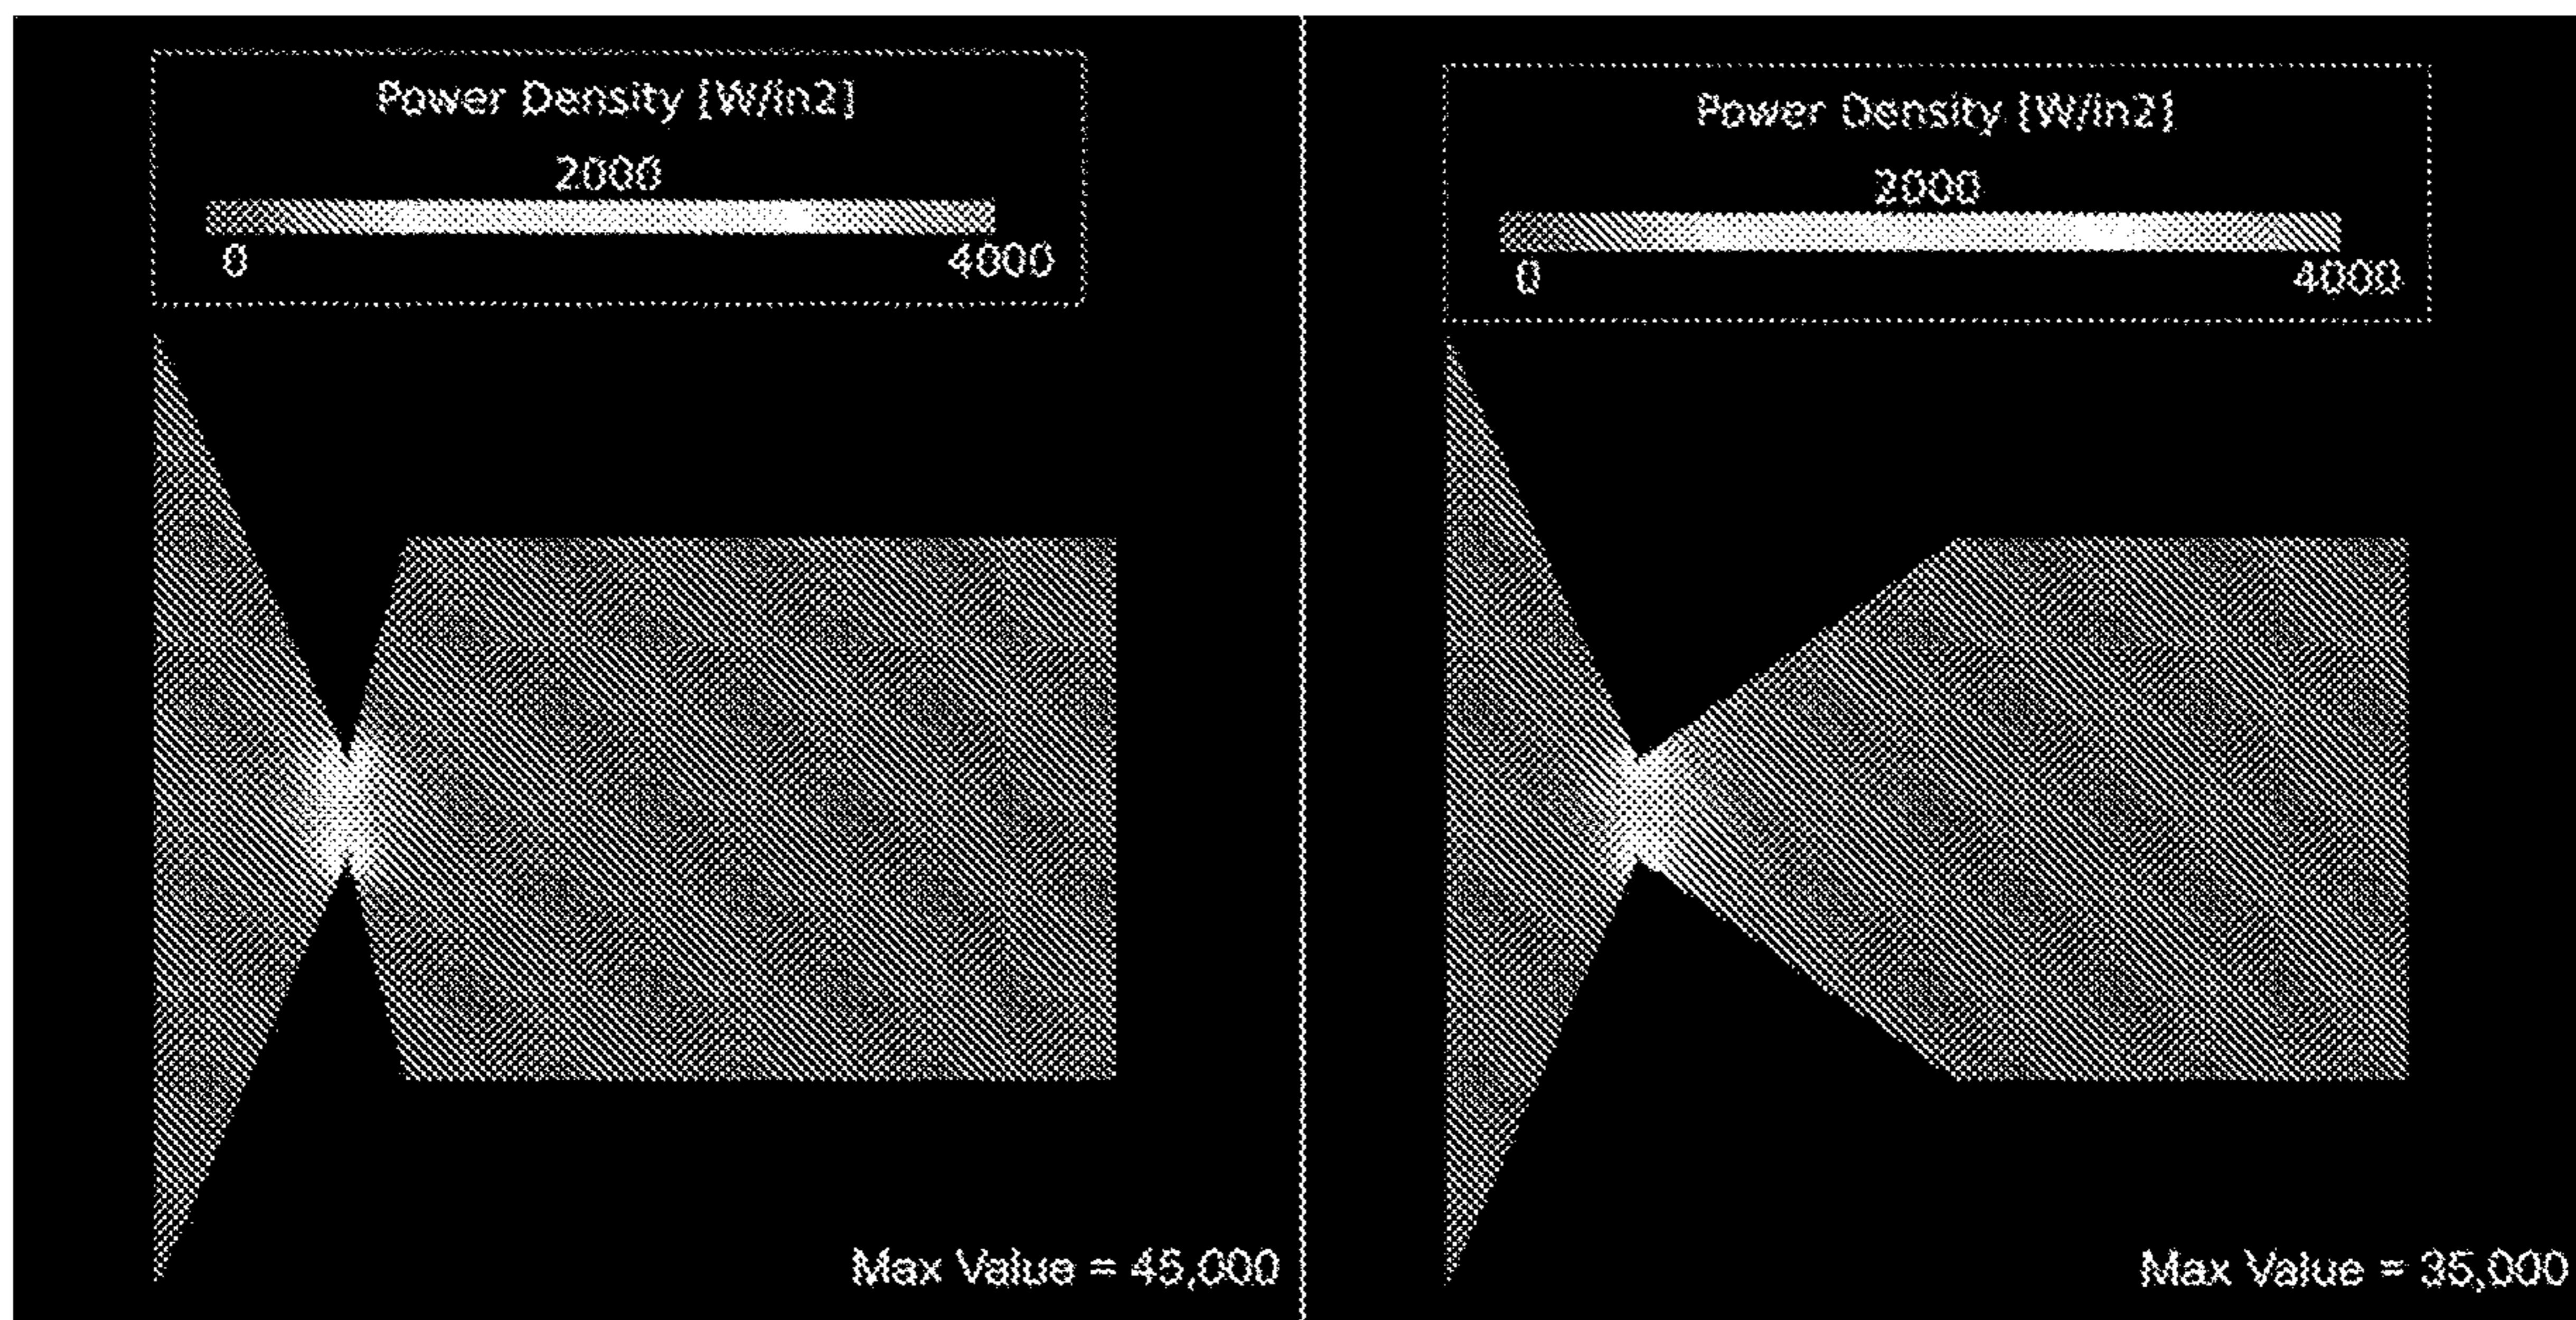 Power Density [W/in2]
2000
0 4000
Max Value = 45,000
Power Density [W/in2]
2000
0 4000
Max Value = 35,000